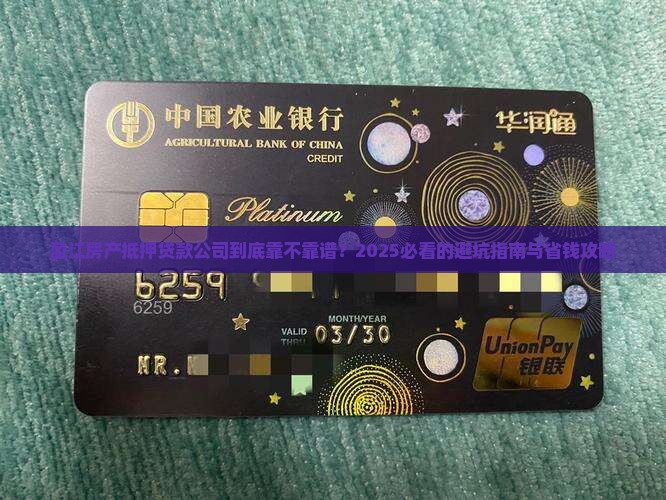 中国农业银行
AGRICULTURAL BANK OF CHINA
CREDIT
华润通
Platinum
江房产抵押贷款公司到底靠不靠谱？2025必看的避坑指南与省钱攻略
6259
6259
MONTH/YEAR
VALID THRU 03/30
MR.
UnionPay
银联